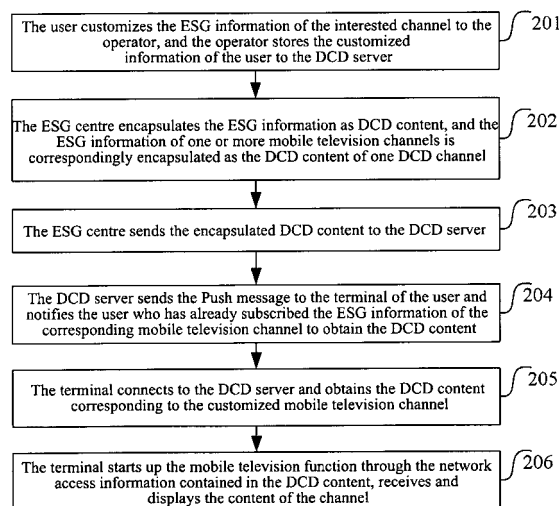 The user customizes the ESG information of the interested channel to the
operator, and the operator stores the customized
information of the user to the DCD server
201
The ESG centre encapsulates the ESG information as DCD content, and the
ESG information of one or more mobile television channels is
correspondingly encapsulated as the DCD content of one DCD channel
202
The ESG centre sends the encapsulated DCD content to the DCD server
203
The DCD server sends the Push message to the terminal of the user and
notifies the user who has already subscribed the ESG information of the
corresponding mobile television channel to obtain the DCD content
204
The terminal connects to the DCD server and obtains the DCD content
corresponding to the customized mobile television channel
205
The terminal starts up the mobile television function through the network
access information contained in the DCD content, receives and
displays the content of the channel
206